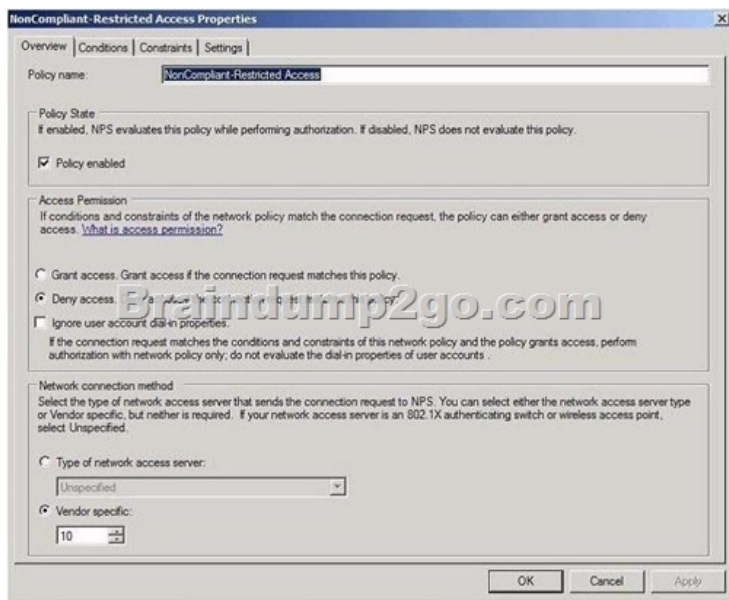 NonCompliant-Restricted Access Properties
Overview
Conditions
Constraints
Settings
Policy name:
NonCompliant-Restricted Access
Policy State
If enabled, NPS evaluates this policy while performing authorization. If disabled, NPS does not evaluate this policy.
Policy enabled
Access Permission
If conditions and constraints of the network policy match the connection request, the policy can either grant access or deny
access. What is access permission?
Grant access. Grant access if the connection request matches this policy.
Deny access.
Braindump2go.com
Ignore user account dial-in properties.
If the connection request matches the conditions and constraints of this network policy and the policy grants access, perform
authorization with network policy only; do not evaluate the dial-in properties of user accounts .
Network connection method
Select the type of network access server that sends the connection request to NPS. You can select either the network access server type
or Vendor specific, but neither is required. If your network access server is an 802.1X authenticating switch or wireless access point,
select Unspecified.
Type of network access server:
Unspecified
Vendor specific:
10
OK
Cancel
Apply